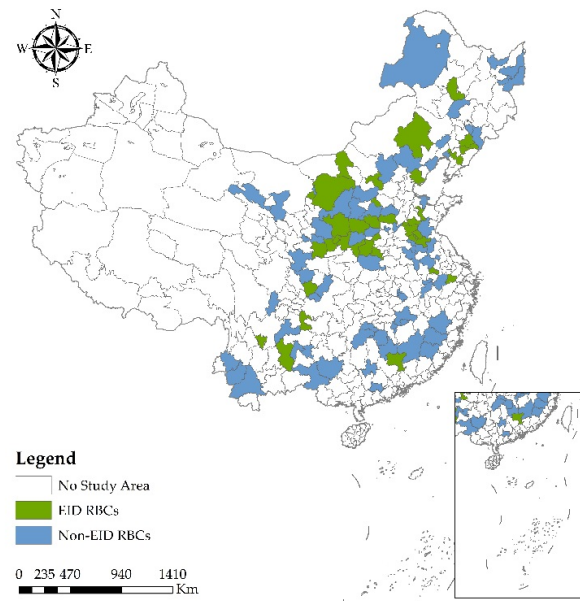 N
W E
S
Legend
No Study Area
EID RBCs
Non-EID RBCs
0 235 470 940 1410
Km